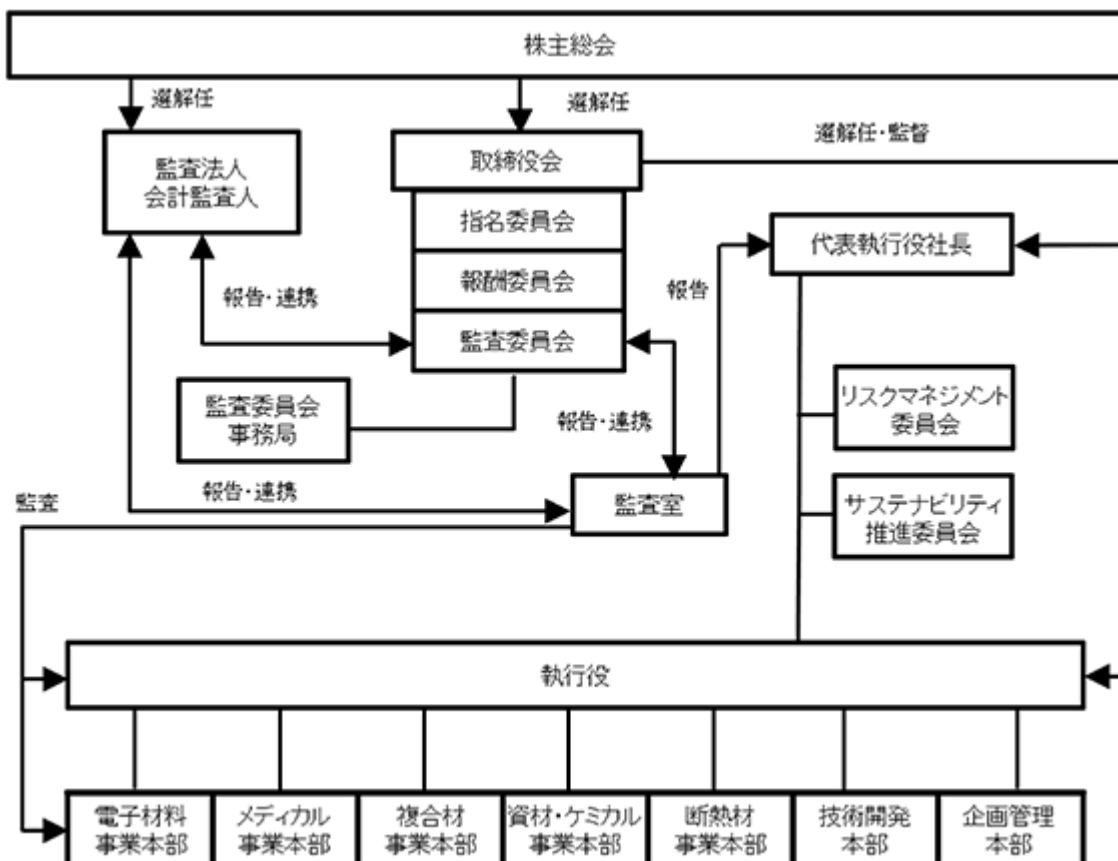 株主総会
選解任
選解任
選解任・監督
監査法人
会計監査人
取締役会
指名委員会
報酬委員会
監査委員会
代表執行役社長
報告・連携
報告
監査委員会
事務局
報告・連携
リスクマネジメント
委員会
監査
報告・連携
監査室
サステナビリティ
推進委員会
執行役
電子材料
事業本部
メディカル
事業本部
複合材
事業本部
資材・ケミカル
事業本部
断熱材
事業本部
技術開発
本部
企画管理
本部